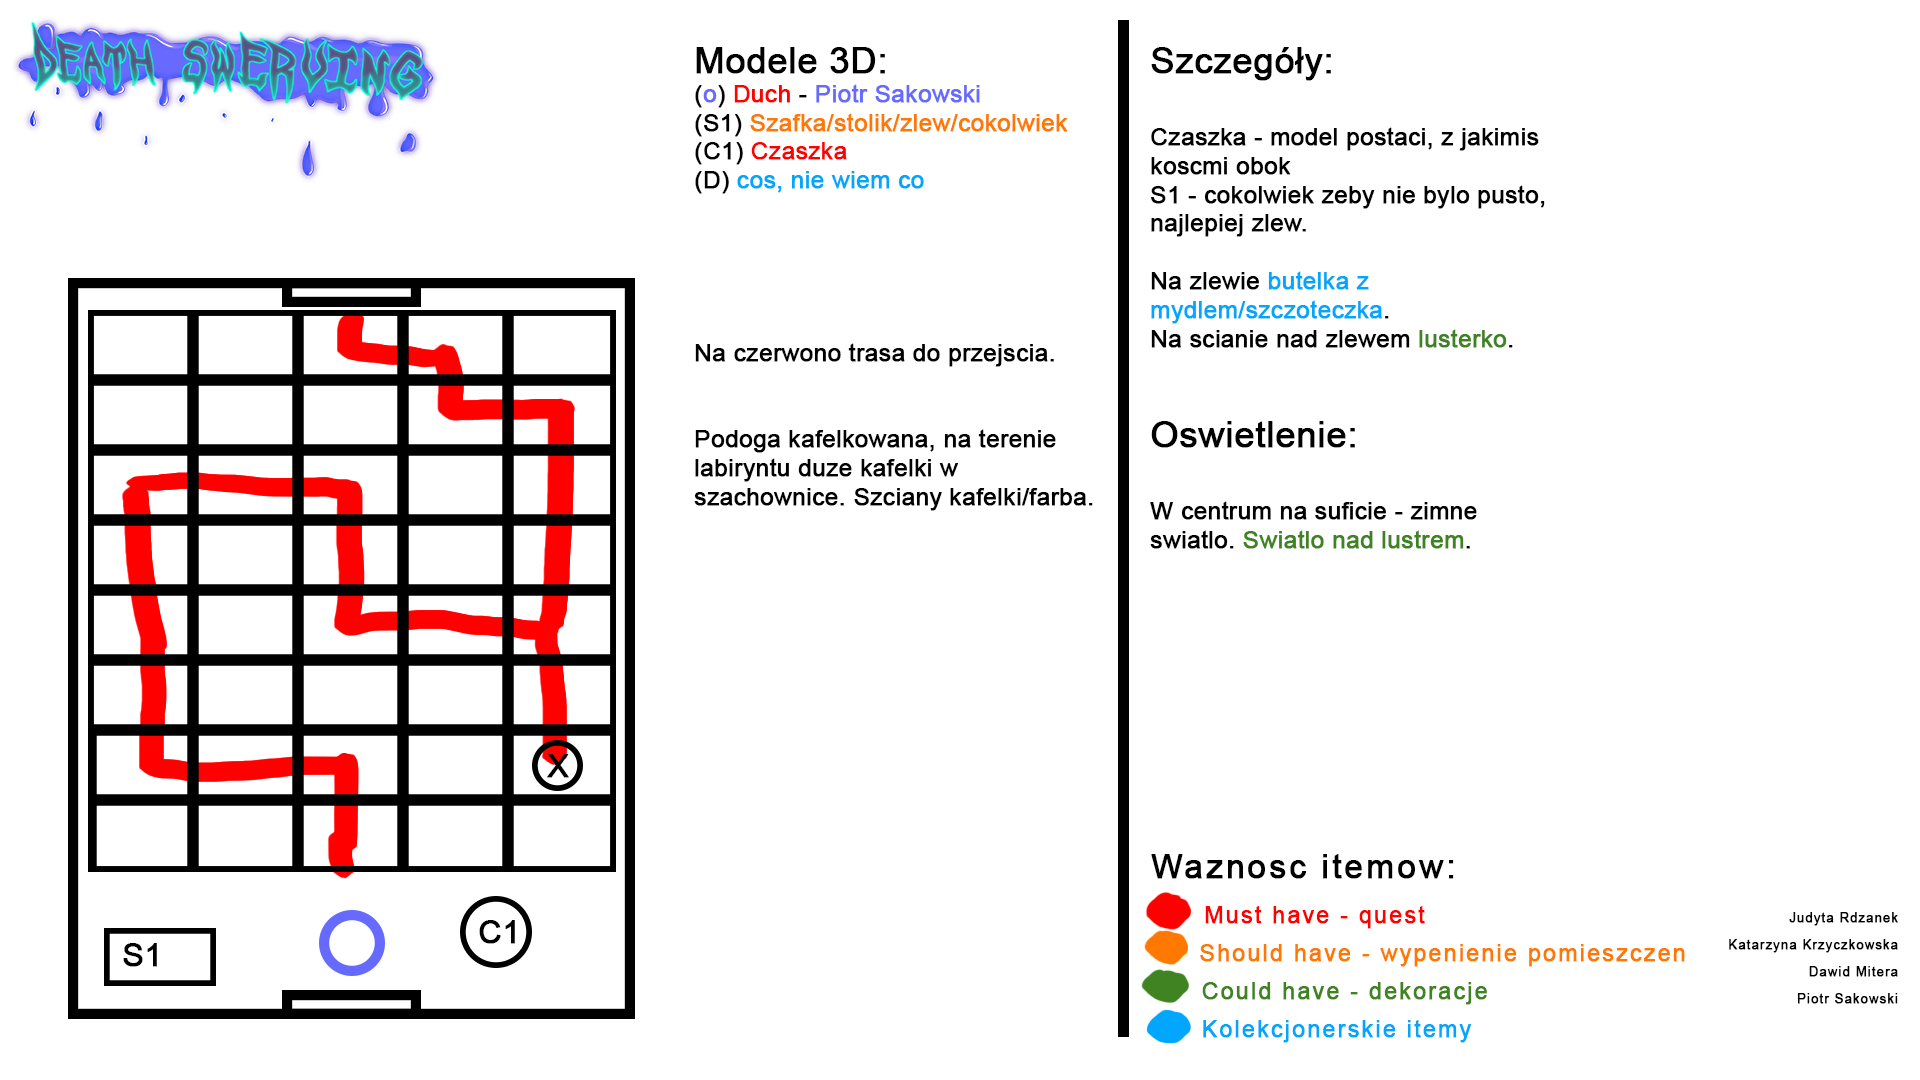 DEATH SWERVING
Modele 3D:
(o) Duch - Piotr Sakowski
(S1) Szafka/stolik/zlew/cokolwiek
(C1) Czaszka
(D) cos, nie wiem co
Na czerwono trasa do przejscia.
Podoga kafelkowana, na terenie
labiryntu duze kafelki w
szachownice. Sciany kafelki/farba.
X
S1
C1
Szczegóły:
Czaszka - model postaci, z jakimis
koscmi obok
S1 - cokolwiek zeby nie bylo pusto,
najlepiej zlew.
Na zlewie butelka z
mydlem/szczoteczka.
Na scianie nad zlewem lusterko.
Oswietlenie:
W centrum na suficie - zimne
swiatlo. Swiatlo nad lustrem.
Waznosc itemow:
Must have - quest
Should have - wypenienie pomieszczen
Could have - dekoracje
Kolekcjonerskie itemy
Judyta Rdzanek
Katarzyna Krzyczkowska
Dawid Mitera
Piotr Sakowski